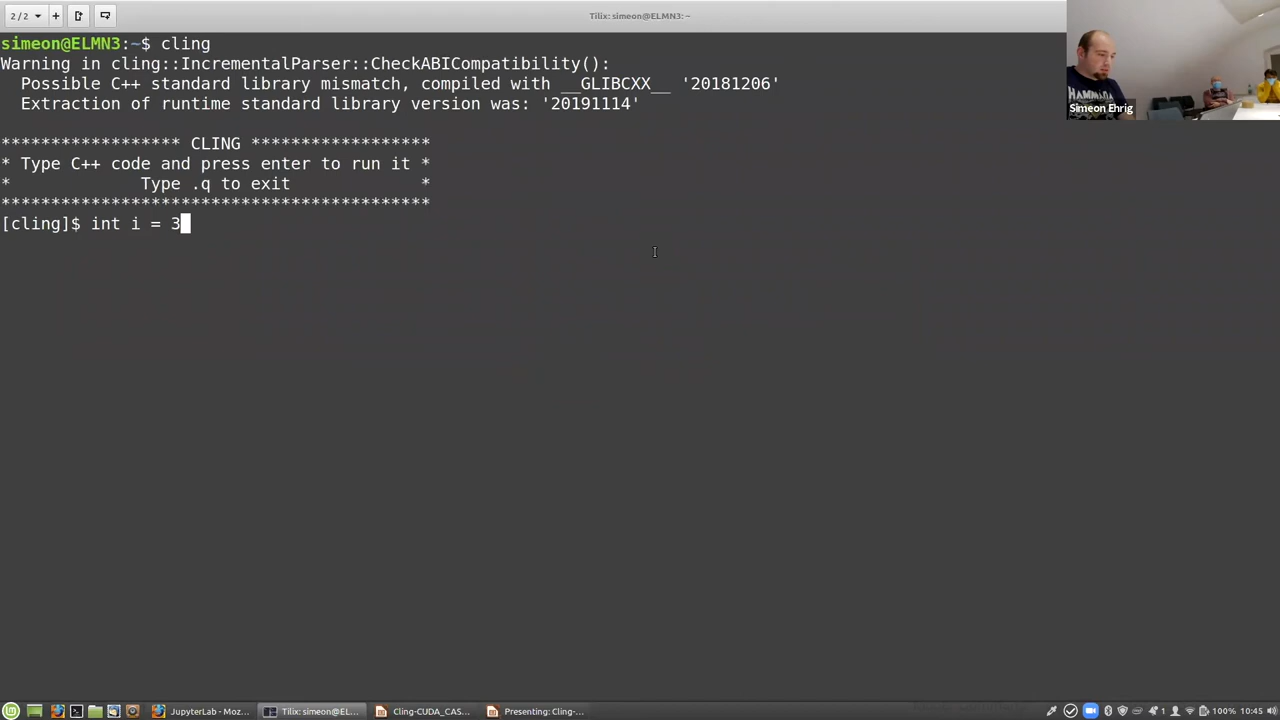 2 / 2
Tilix: simeon@ELMN3:~
simeon@ELMN3:~$ cling
Warning in cling::IncrementalParser::CheckABICompatibility():
Possible C++ standard library mismatch, compiled with __GLIBCXX__ '20181206'
Extraction of runtime standard library version was: '20191114'
***************** CLING *****************
* Type C++ code and press enter to run it *
* Type .q to exit *
*******************************************
[cling]$ int i = 3
Simeon Ehrig
JupyterLab - Moz...
Tilix: simeon@EL...
Cling-CUDA_CAS...
Presenting: Cling-...
1
100%
10:45